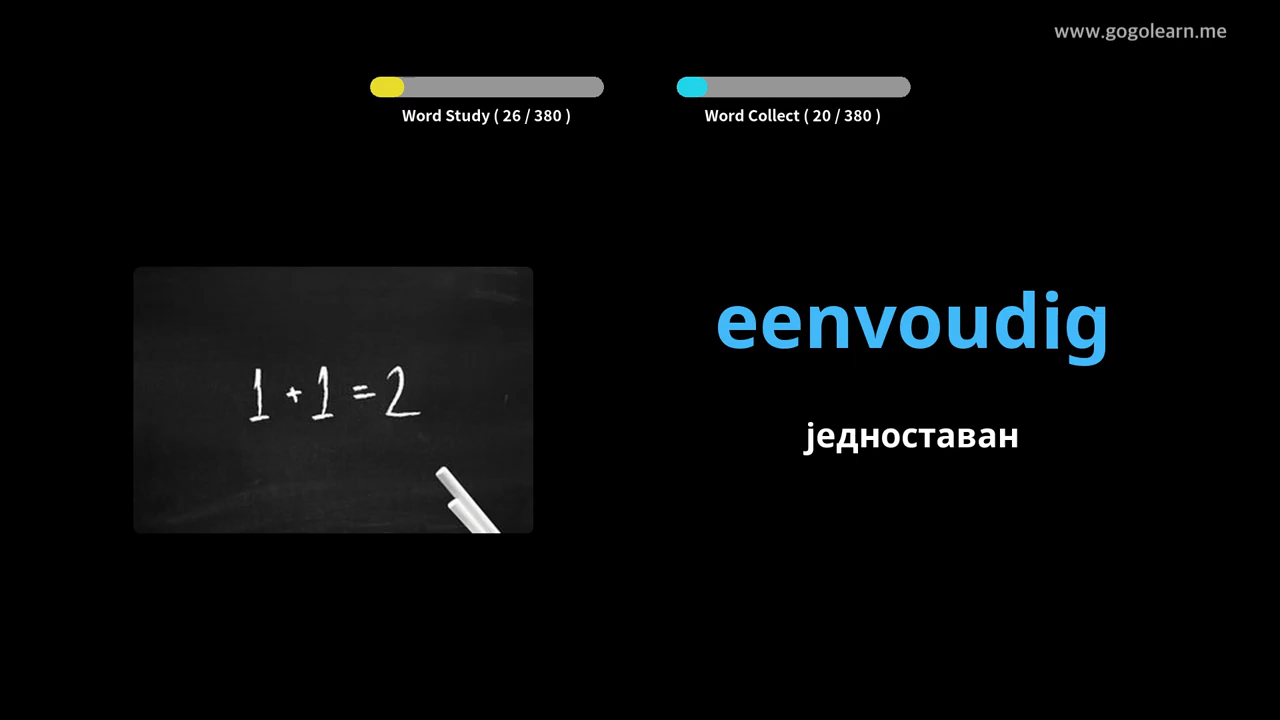 www.gogolearn.me
Word Study ( 26 / 380 )
Word Collect ( 20 / 380 )
1 + 1 = 2
eenvoudig
једноставан